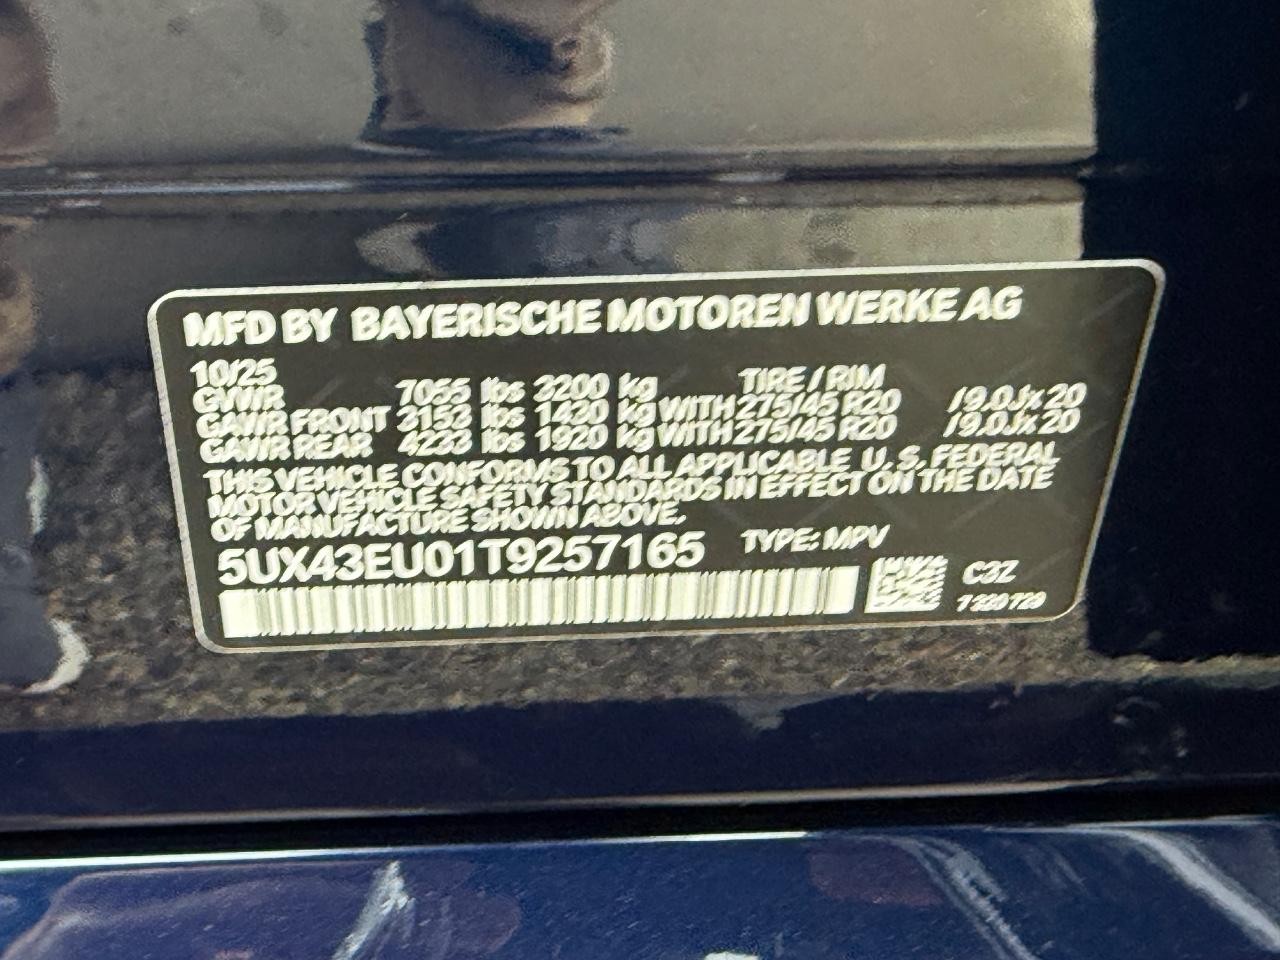 MFD BY BAYERISCHE MOTOREN WERKE AG
10/25
GVWR 7055 lbs 3200 kg TIRE / RIM
GAWR FRONT 3153 lbs 1430 kg WITH 275/45 R20 /9.0Jx20
GAWR REAR 4233 lbs 1920 kg WITH 275/45 R20 /9.0Jx20
THIS VEHICLE CONFORMS TO ALL APPLICABLE U.S. FEDERAL
MOTOR VEHICLE SAFETY STANDARDS IN EFFECT ON THE DATE
OF MANUFACTURE SHOWN ABOVE.
5UX43EU01T9257165 TYPE: MPV
C3Z